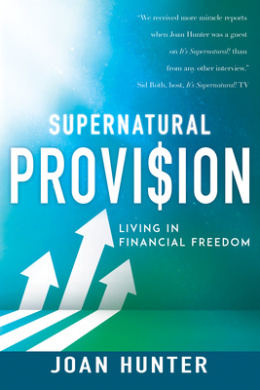 “We received more miracle reports
when Joan Hunter was a guest
on It's Supernatural! than
from any other interview.”
Sid Roth, host, It's Supernatural! TV
SUPERNATURAL
PROVI$ION
LIVING IN
FINANCIAL FREEDOM
JOAN HUNTER